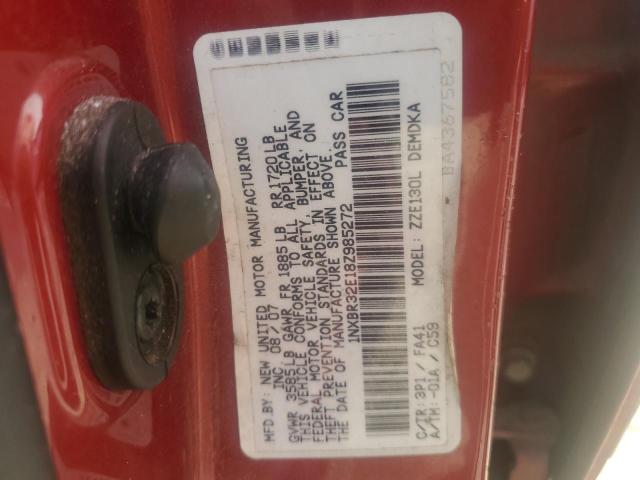 MFD.BY: NEW UNITED MOTOR MANUFACTURING
INC 08/07
GVWR 3585LB GAWR FR 1885LB RR1720LB
THIS VEHICLE CONFORMS TO ALL APPLICABLE
FEDERAL MOTOR VEHICLE SAFETY, BUMPER, AND
THEFT PREVENTION STANDARDS IN EFFECT ON
THE DATE OF MANUFACTURE SHOWN ABOVE.
1NXBR32E18Z985272 PASS CAR
C/TR: 3P1 / FA41 MODEL: ZZE130L DEMDKA
A/TM: -01A / C59
BA4367582